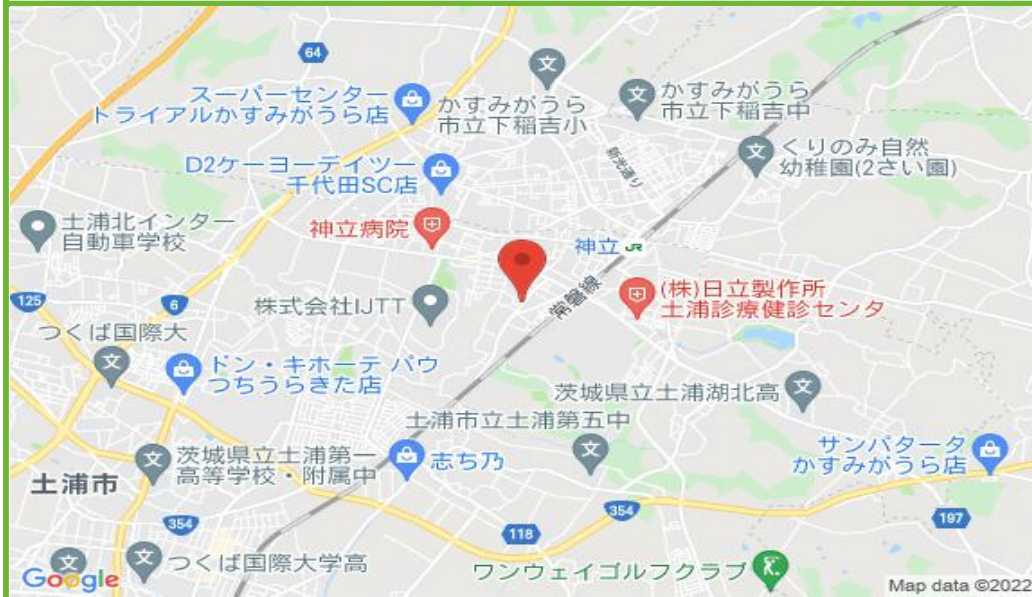 64
スーパーセンター
トライアルかすみがうら店
かすみがうら
市立下稲吉小
かすみがうら
市立下稲吉中
くりのみ自然
幼稚園(2さい園)
新光通り
D2ケーヨーデイツー
千代田SC店
土浦北インター
自動車学校
神立病院
神立 JR
125
6
株式会社IJTT
常磐線
(株)日立製作所
土浦診療健診センタ
つくば国際大
ドン・キホーテ パウ
つちうらきた店
茨城県立土浦湖北高
土浦市立土浦第五中
茨城県立土浦第一
高等学校・附属中
志ち乃
サンパタータ
かすみがうら店
土浦市
354
354
118
197
つくば国際大学高
ワンウェイゴルフクラブ
Google
Map data ©2022